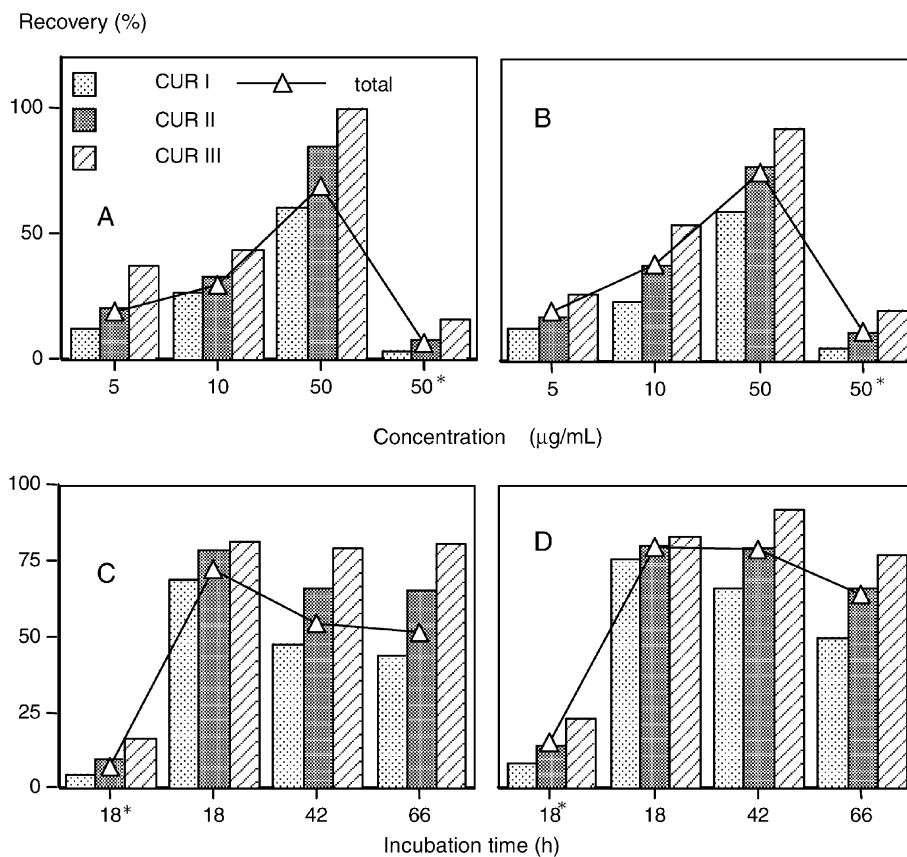 Recovery (%)
CUR I total
CUR II
CUR III
A
B
100
50
0
5 10 50 50*
5 10 50 50*
Concentration (μg/mL)
100
75
50
25
0
C
D
18* 18 42 66
18* 18 42 66
Incubation time (h)